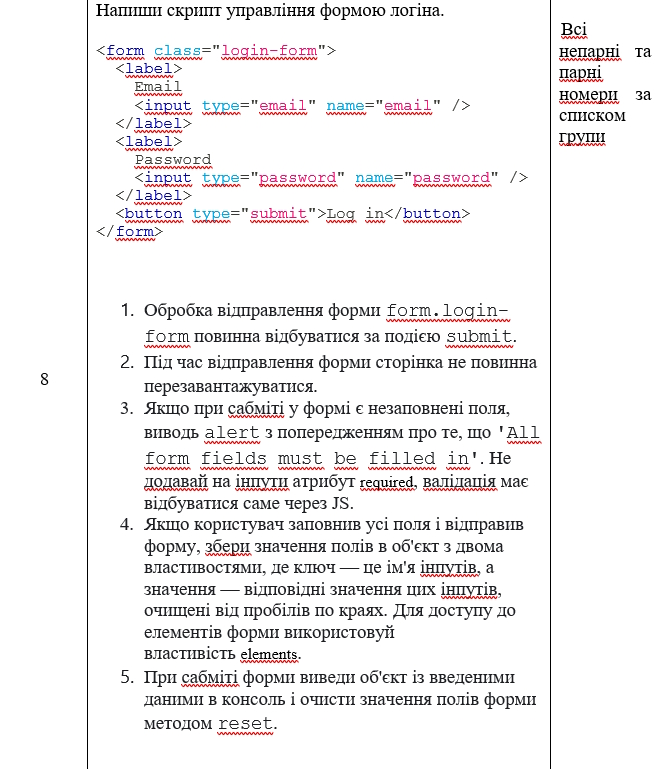 Напиши скрипт управління формою логіна.
<form class="login-form">
<label>
Email
<input type="email" name="email" />
</label>
<label>
Password
<input type="password" name="password" />
</label>
<button type="submit">Log in</button>
</form>
1. Обробка відправлення форми form.login-
form повинна відбуватися за подією submit.
2. Під час відправлення форми сторінка не повинна
перезавантажуватися.
3. Якщо при сабміті у формі є незаповнені поля,
виводь alert з попередженням про те, що 'All
form fields must be filled in'. Не
додавай на інпути атрибут required, валідація має
відбуватися саме через JS.
4. Якщо користувач заповнив усі поля і відправив
форму, збери значення полів в об'єкт з двома
властивостями, де ключ — це ім'я інпутів, а
значення — відповідні значення цих інпутів,
очищені від пробілів по краях. Для доступу до
елементів форми використовуй
властивість elements.
5. При сабміті форми виведи об'єкт із введеними
даними в консоль і очисти значення полів форми
методом reset.
8
Всі
непарні та
парні
номери за
списком
групи